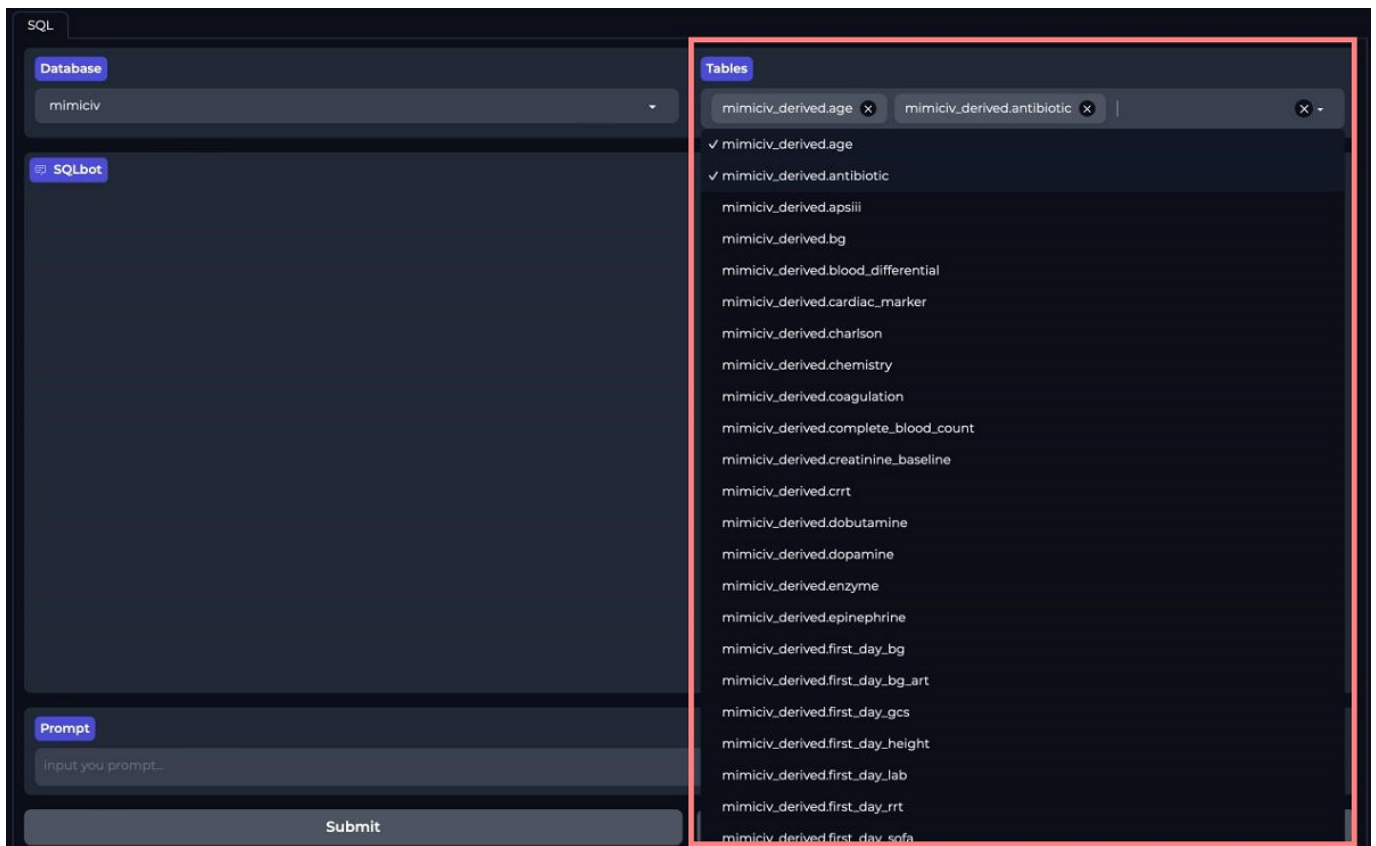 SQL
Database
mimiciv
SQLbot
Prompt
input you prompt...
Submit
Tables
mimiciv_derived.age mimiciv_derived.antibiotic
mimiciv_derived.age
mimiciv_derived.antibiotic
mimiciv_derived.apsiii
mimiciv_derived.bg
mimiciv_derived.blood_differential
mimiciv_derived.cardiac_marker
mimiciv_derived.charlson
mimiciv_derived.chemistry
mimiciv_derived.coagulation
mimiciv_derived.complete_blood_count
mimiciv_derived.creatinine_baseline
mimiciv_derived.crrt
mimiciv_derived.dobutamine
mimiciv_derived.dopamine
mimiciv_derived.enzyme
mimiciv_derived.epinephrine
mimiciv_derived.first_day_bg
mimiciv_derived.first_day_bg_art
mimiciv_derived.first_day_gcs
mimiciv_derived.first_day_height
mimiciv_derived.first_day_lab
mimiciv_derived.first_day_rrt
mimiciv_derived.first_day_sofa